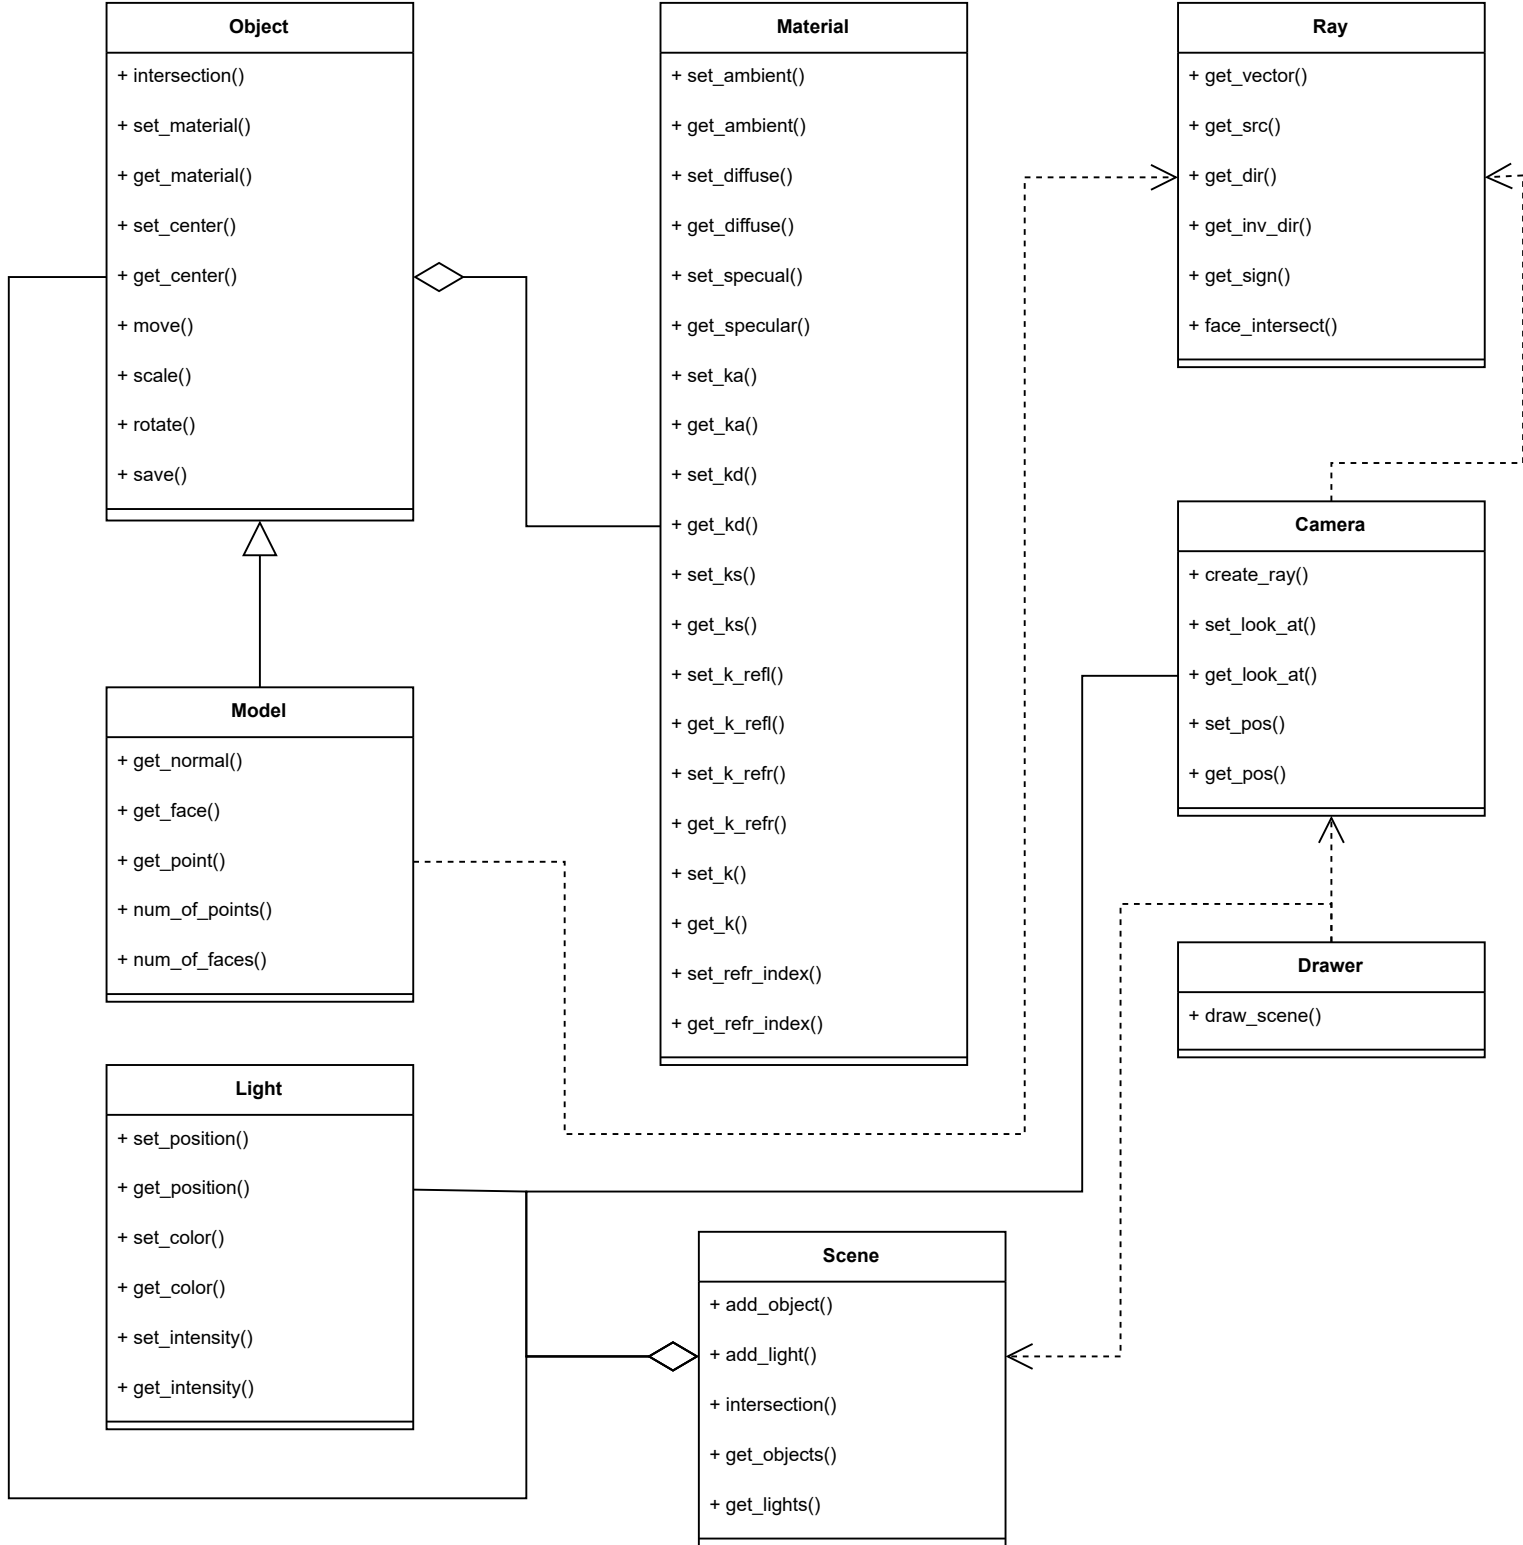 Object
+ intersection()
+ set_material()
+ get_material()
+ set_center()
+ get_center()
+ move()
+ scale()
+ rotate()
+ save()
Material
+ set_ambient()
+ get_ambient()
+ set_diffuse()
+ get_diffuse()
+ set_specual()
+ get_specular()
+ set_ka()
+ get_ka()
+ set_kd()
+ get_kd()
+ set_ks()
+ get_ks()
+ set_k_refl()
+ get_k_refl()
+ set_k_refr()
+ get_k_refr()
+ set_k()
+ get_k()
+ set_refr_index()
+ get_refr_index()
Ray
+ get_vector()
+ get_src()
+ get_dir()
+ get_inv_dir()
+ get_sign()
+ face_intersect()
Camera
+ create_ray()
+ set_look_at()
+ get_look_at()
+ set_pos()
+ get_pos()
Model
+ get_normal()
+ get_face()
+ get_point()
+ num_of_points()
+ num_of_faces()
Drawer
+ draw_scene()
Light
+ set_position()
+ get_position()
+ set_color()
+ get_color()
+ set_intensity()
+ get_intensity()
Scene
+ add_object()
+ add_light()
+ intersection()
+ get_objects()
+ get_lights()